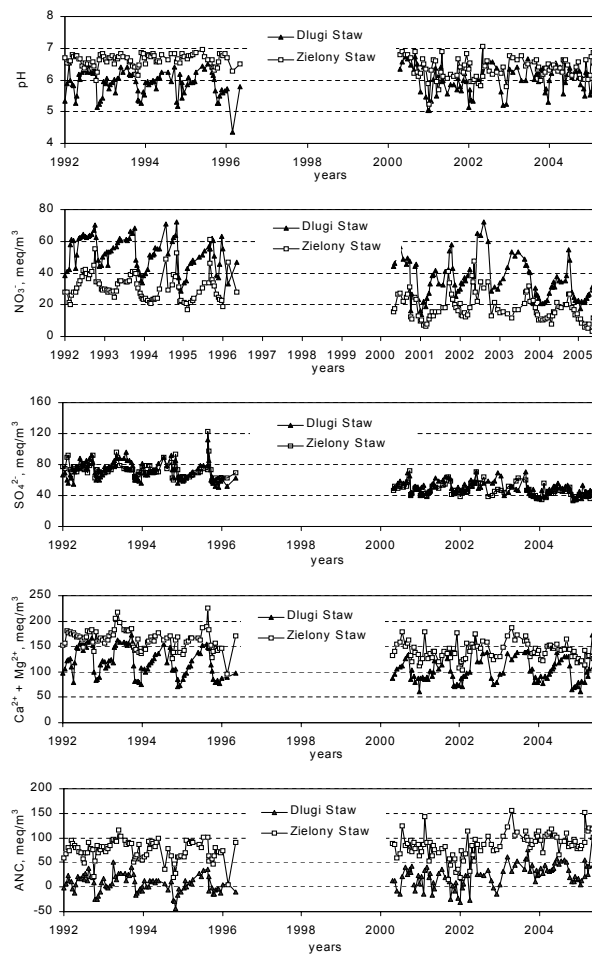 8
7
6
5
4
pH
Dlugi Staw
Zielony Staw
1992 1994 1996 1998 2000 2002 2004
years
80
60
40
20
0
NO₃⁻, meq/m³
Dlugi Staw
Zielony Staw
1992 1993 1994 1995 1996 1997 1998 1999 2000 2001 2002 2003 2004 2005
years
160
120
80
40
0
SO₄²⁻, meq/m³
Dlugi Staw
Zielony Staw
1992 1994 1996 1998 2000 2002 2004
years
250
200
150
100
50
0
Ca²⁺ + Mg²⁺, meq/m³
Dlugi Staw
Zielony Staw
1992 1994 1996 1998 2000 2002 2004
years
200
150
100
50
0
-50
ANC, meq/m³
Dlugi Staw
Zielony Staw
1992 1994 1996 1998 2000 2002 2004
years